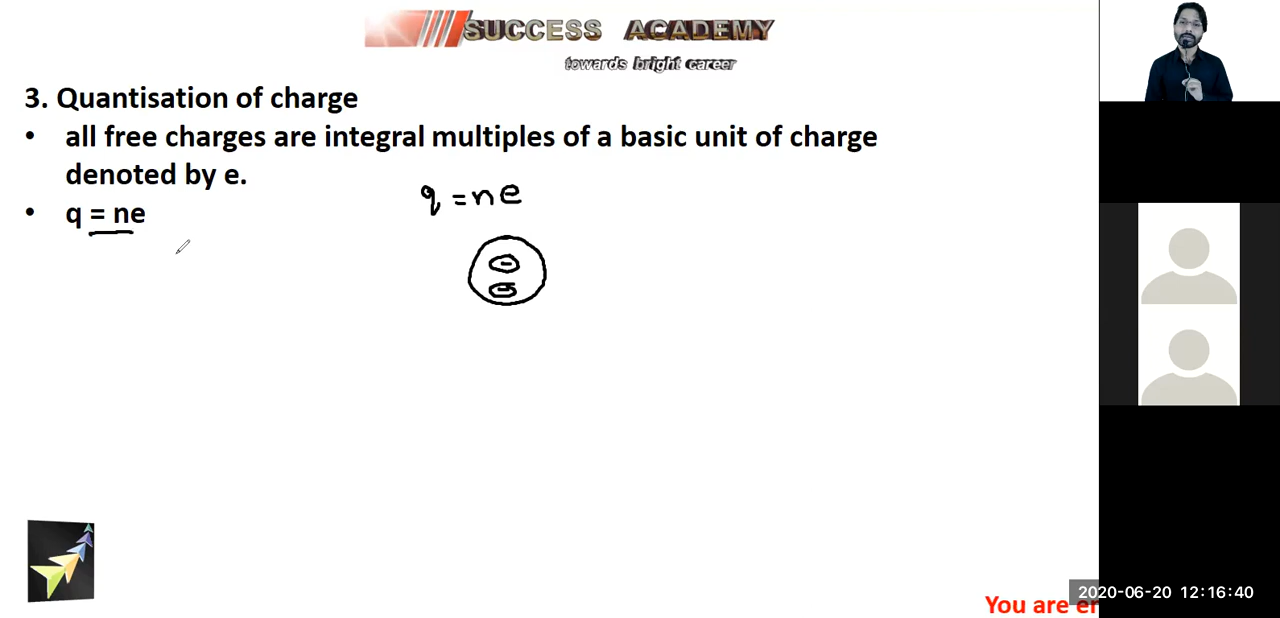 SUCCESS ACADEMY
towards bright career
3. Quantisation of charge
• all free charges are integral multiples of a basic unit of charge
denoted by e.
q = ne
• q = ne
You are
2020-06-20 12:16:40